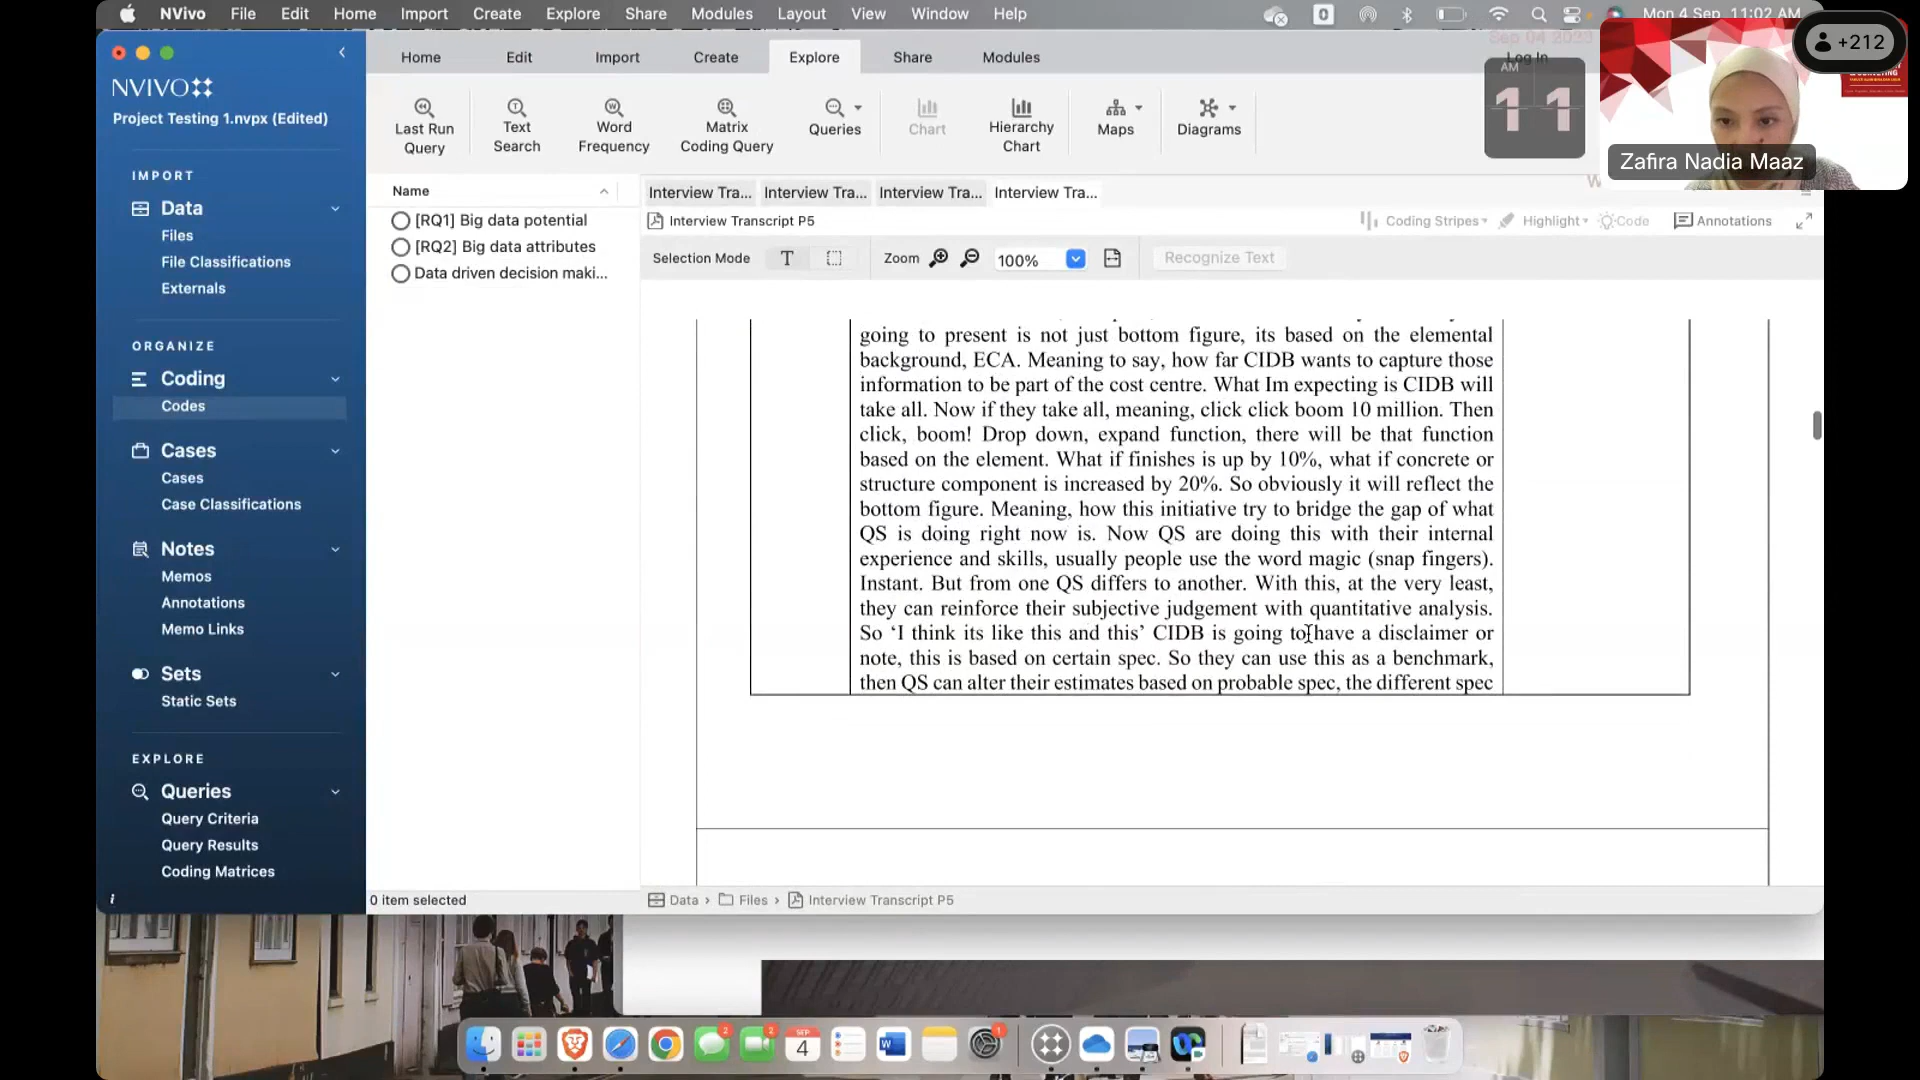 NVivo File Edit Home Import Create Explore Share Modules Layout View Window Help
Mon 4 Sep 11:02 AM
+212
Zafira Nadia Maaz
AM
11
Log In
NVIVO
Project Testing 1.nvpx (Edited)
IMPORT
Data
Files
File Classifications
Externals
ORGANIZE
Coding
Codes
Cases
Cases
Case Classifications
Notes
Memos
Annotations
Memo Links
Sets
Static Sets
EXPLORE
Queries
Query Criteria
Query Results
Coding Matrices
Home Edit Import Create Explore Share Modules
Last Run Query
Text Search
Word Frequency
Matrix Coding Query
Queries
Chart
Hierarchy Chart
Maps
Diagrams
Name
[RQ1] Big data potential
[RQ2] Big data attributes
Data driven decision maki...
0 item selected
Interview Tra... Interview Tra... Interview Tra... Interview Tra...
Interview Transcript P5
Coding Stripes Highlight Code Annotations
Selection Mode T Zoom 100% Recognize Text
going to present is not just bottom figure, its based on the elemental
background, ECA. Meaning to say, how far CIDB wants to capture those
information to be part of the cost centre. What Im expecting is CIDB will
take all. Now if they take all, meaning, click click boom 10 million. Then
click, boom! Drop down, expand function, there will be that function
based on the element. What if finishes is up by 10%, what if concrete or
structure component is increased by 20%. So obviously it will reflect the
bottom figure. Meaning, how this initiative try to bridge the gap of what
QS is doing right now is. Now QS are doing this with their internal
experience and skills, usually people use the word magic (snap fingers).
Instant. But from one QS differs to another. With this, at the very least,
they can reinforce their subjective judgement with quantitative analysis.
So ‘I think its like this and this’ CIDB is going to have a disclaimer or
note, this is based on certain spec. So they can use this as a benchmark,
then QS can alter their estimates based on probable spec, the different spec
Data › Files › Interview Transcript P5
2
2
SEP
4
1